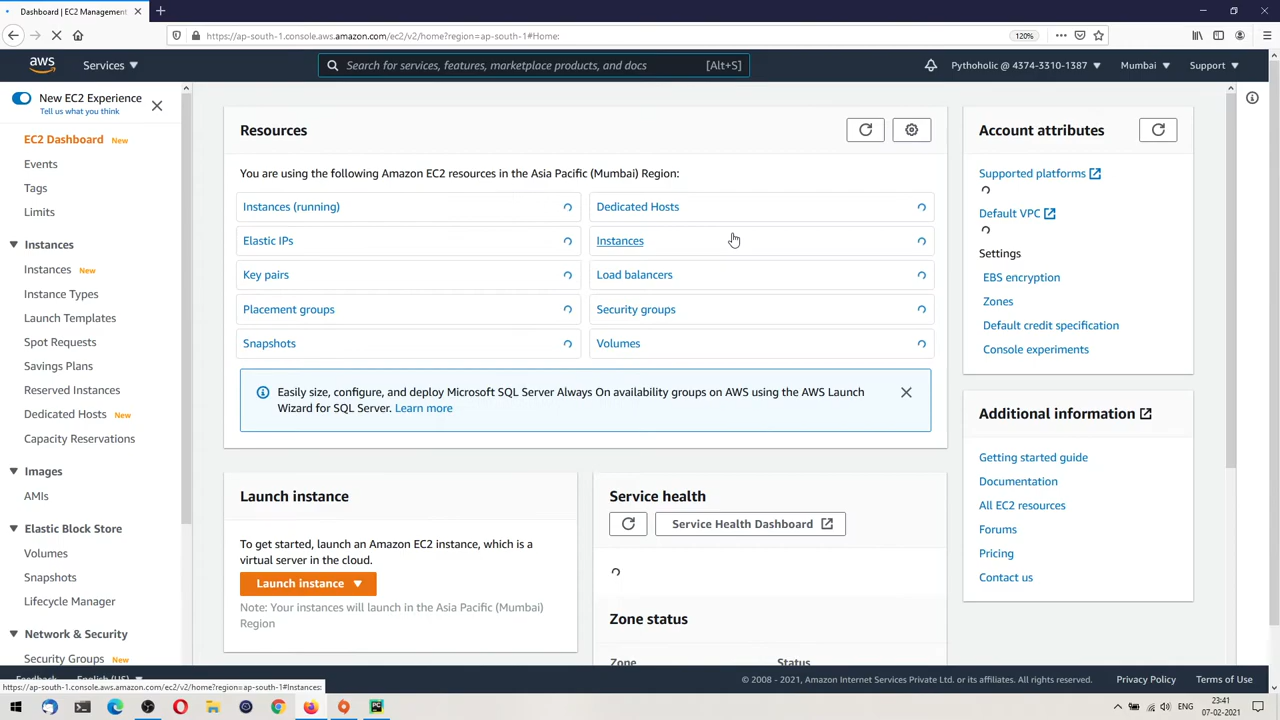 Dashboard | EC2 Management
https://ap-south-1.console.aws.amazon.com/ec2/v2/home?region=ap-south-1#Home:
120%
aws
Services
Search for services, features, marketplace products, and docs
[Alt+S]
Pythoholic @ 4374-3310-1387
Mumbai
Support
New EC2 Experience
Tell us what you think
EC2 Dashboard New
Events
Tags
Limits
Instances
Instances New
Instance Types
Launch Templates
Spot Requests
Savings Plans
Reserved Instances
Dedicated Hosts New
Capacity Reservations
Images
AMIs
Elastic Block Store
Volumes
Snapshots
Lifecycle Manager
Network & Security
Security Groups New
Resources
You are using the following Amazon EC2 resources in the Asia Pacific (Mumbai) Region:
Instances (running)
Dedicated Hosts
Elastic IPs
Instances
Key pairs
Load balancers
Placement groups
Security groups
Snapshots
Volumes
Easily size, configure, and deploy Microsoft SQL Server Always On availability groups on AWS using the AWS Launch
Wizard for SQL Server. Learn more
Launch instance
To get started, launch an Amazon EC2 instance, which is a
virtual server in the cloud.
Launch instance
Note: Your instances will launch in the Asia Pacific (Mumbai)
Region
Service health
Service Health Dashboard
Zone status
Zone
Status
Account attributes
Supported platforms
Default VPC
Settings
EBS encryption
Zones
Default credit specification
Console experiments
Additional information
Getting started guide
Documentation
All EC2 resources
Forums
Pricing
Contact us
Feedback
English (US)
© 2008 - 2021, Amazon Internet Services Private Ltd. or its affiliates. All rights reserved.
Privacy Policy
Terms of Use
https://ap-south-1.console.aws.amazon.com/ec2/v2/home?region=ap-south-1#Instances:
ENG
23:41
07-02-2021